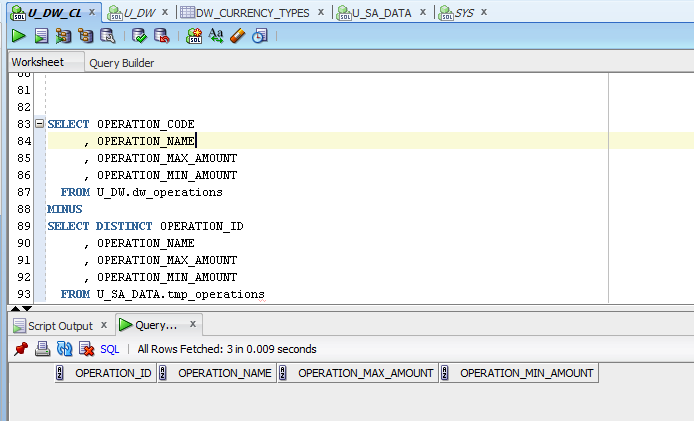 U_DW_CL x U_DW x DW_CURRENCY_TYPES x U_SA_DATA x SYS x
Worksheet Query Builder
81
82
83 SELECT OPERATION_CODE
84 , OPERATION_NAME
85 , OPERATION_MAX_AMOUNT
86 , OPERATION_MIN_AMOUNT
87 FROM U_DW.dw_operations
88 MINUS
89 SELECT DISTINCT OPERATION_ID
90 , OPERATION_NAME
91 , OPERATION_MAX_AMOUNT
92 , OPERATION_MIN_AMOUNT
93 FROM U_SA_DATA.tmp_operations
Script Output x Query... x
SQL | All Rows Fetched: 3 in 0.009 seconds
OPERATION_ID OPERATION_NAME OPERATION_MAX_AMOUNT OPERATION_MIN_AMOUNT